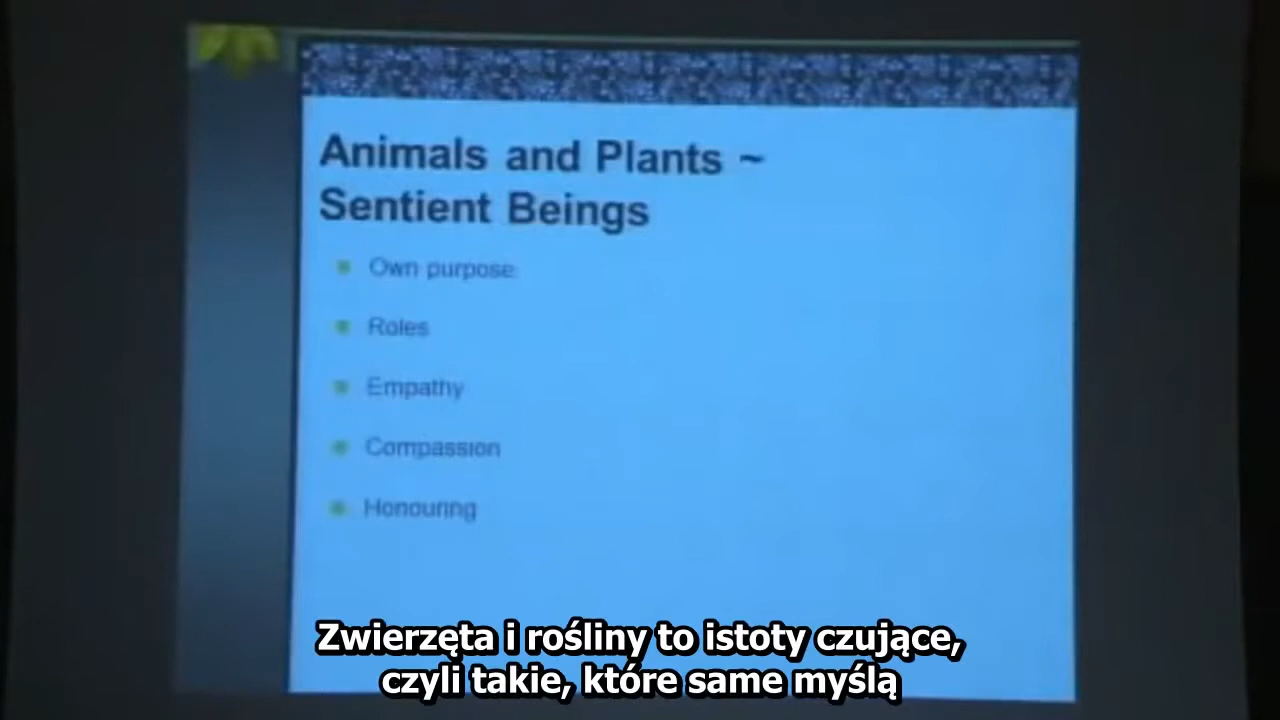 Animals and Plants ~
Sentient Beings
Own purpose
Roles
Empathy
Compassion
Honouring
Zwierzęta i rośliny to istoty czujące,
czyli takie, które same myślą